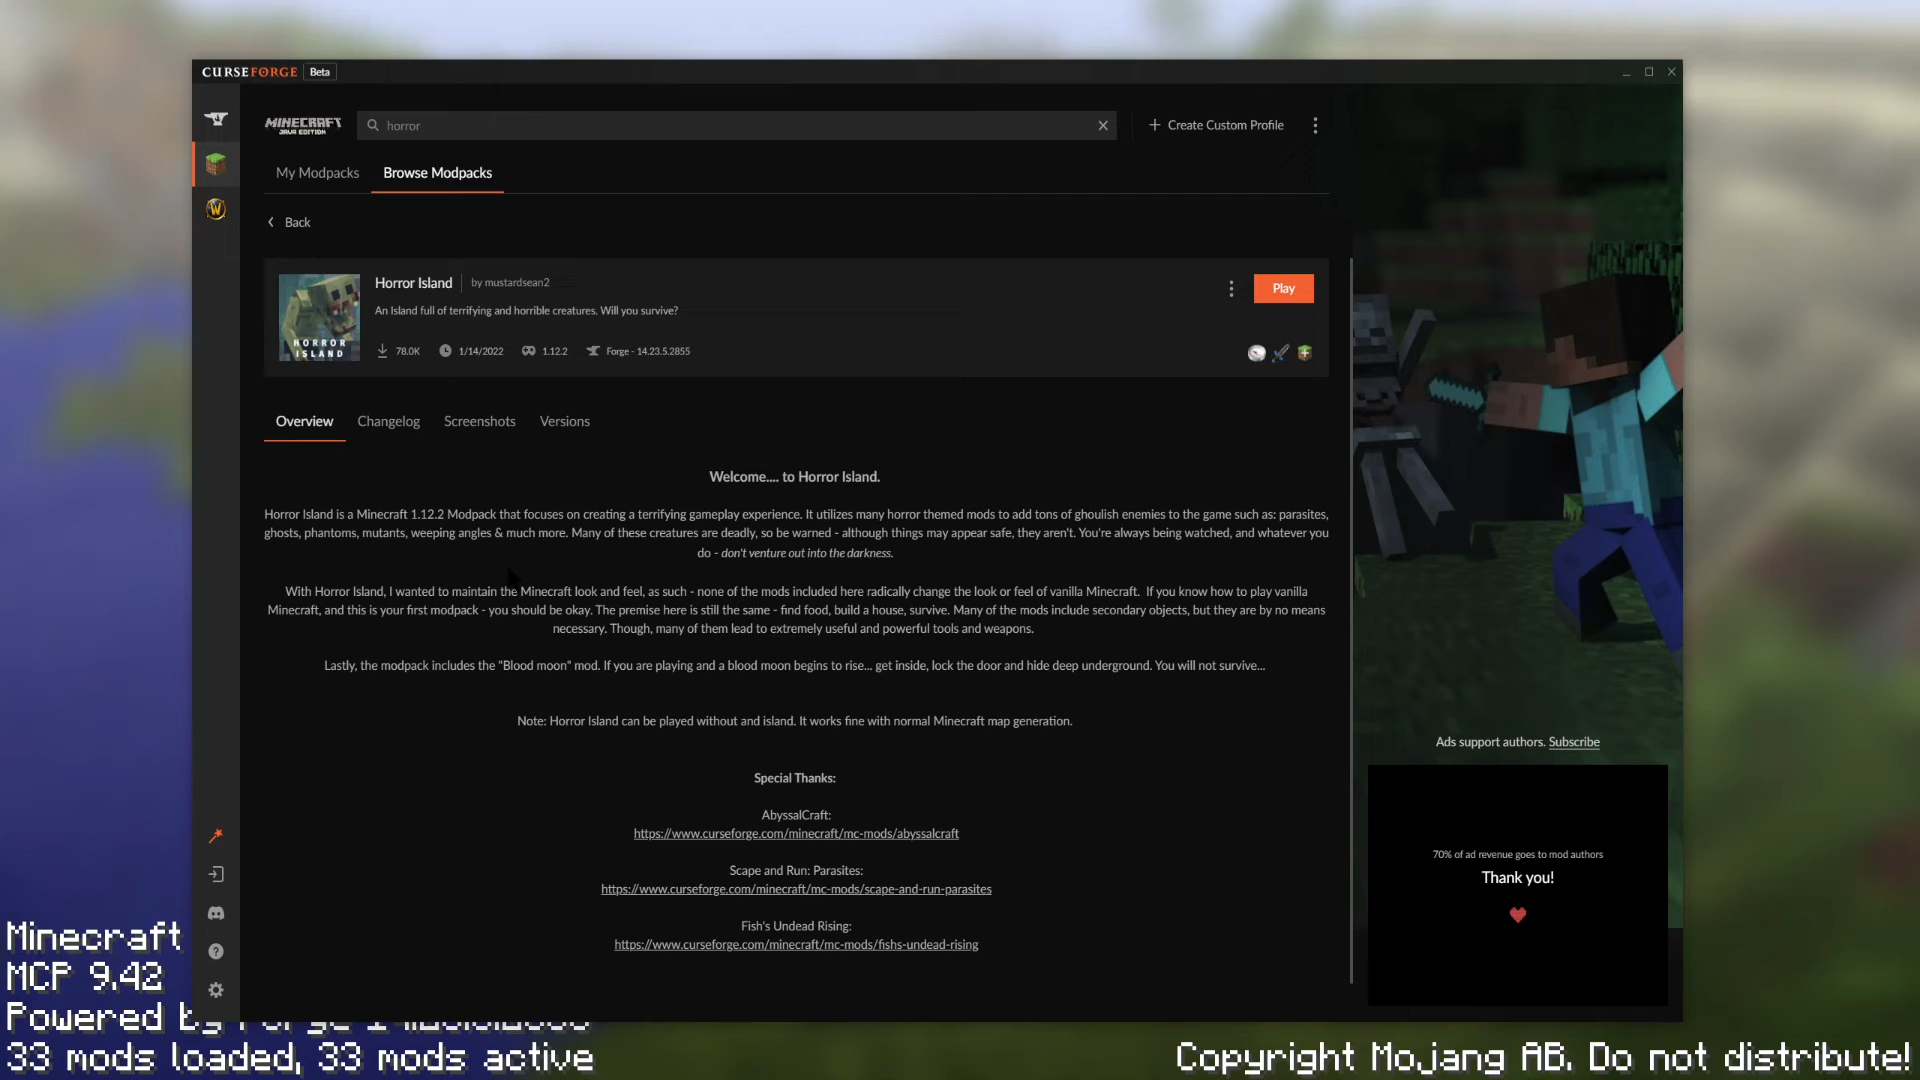 CURSEFORGE Beta
MINECRAFT
JAVA EDITION
horror
Create Custom Profile
My Modpacks
Browse Modpacks
Back
HORROR
ISLAND
Horror Island
by mustardsean2
Play
An Island full of terrifying and horrible creatures. Will you survive?
78.0K
1/14/2022
1.12.2
Forge - 14.23.5.2855
Overview
Changelog
Screenshots
Versions
Welcome.... to Horror Island.
Horror Island is a Minecraft 1.12.2 Modpack that focuses on creating a terrifying gameplay experience. It utilizes many horror themed mods to add tons of ghoulish enemies to the game such as: parasites,
ghosts, phantoms, mutants, weeping angles & much more. Many of these creatures are deadly, so be warned - although things may appear safe, they aren't. You're always being watched, and whatever you
do - don't venture out into the darkness.
With Horror Island, I wanted to maintain the Minecraft look and feel, as such - none of the mods included here radically change the look or feel of vanilla Minecraft. If you know how to play vanilla
Minecraft, and this is your first modpack - you should be okay. The premise here is still the same - find food, build a house, survive. Many of the mods include secondary objects, but they are by no means
necessary. Though, many of them lead to extremely useful and powerful tools and weapons.
Lastly, the modpack includes the "Blood moon" mod. If you are playing and a blood moon begins to rise... get inside, lock the door and hide deep underground. You will not survive...
Note: Horror Island can be played without and island. It works fine with normal Minecraft map generation.
Special Thanks:
AbyssalCraft:
https://www.curseforge.com/minecraft/mc-mods/abyssalcraft
Scape and Run: Parasites:
https://www.curseforge.com/minecraft/mc-mods/scape-and-run-parasites
Fish's Undead Rising:
https://www.curseforge.com/minecraft/mc-mods/fishs-undead-rising
Ads support authors. Subscribe
70% of ad revenue goes to mod authors
Thank you!
Minecraft
MCP 9.42
Powered by Forge
33 mods loaded, 33 mods active
Copyright Mojang AB. Do not distribute!